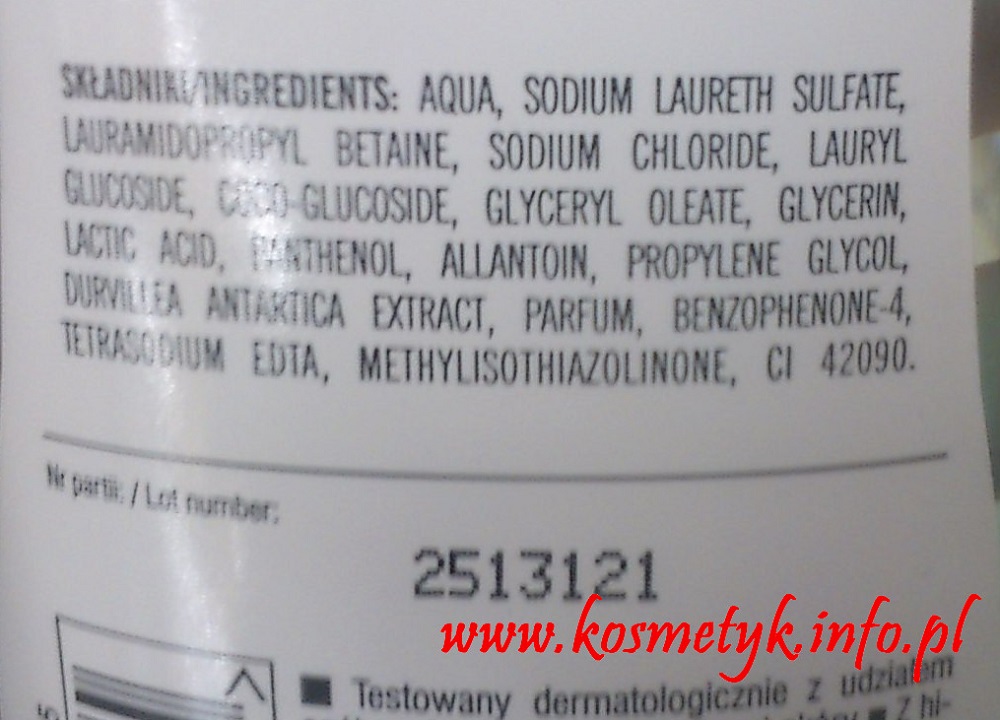 SKŁADNIKI/INGREDIENTS: AQUA, SODIUM LAURETH SULFATE,
LAURAMIDOPROPYL BETAINE, SODIUM CHLORIDE, LAURYL
GLUCOSIDE, COCO-GLUCOSIDE, GLYCERYL OLEATE, GLYCERIN,
LACTIC ACID, PANTHENOL, ALLANTOIN, PROPYLENE GLYCOL,
DURVILLEA ANTARTICA EXTRACT, PARFUM, BENZOPHENONE-4,
TETRASODIUM EDTA, METHYLISOTHIAZOLINONE, CI 42090.
Nr partii: / Lot number:
2513121
www.kosmetyk.info.pl
■ Testowany dermatologicznie z udziałem
■ z hi-